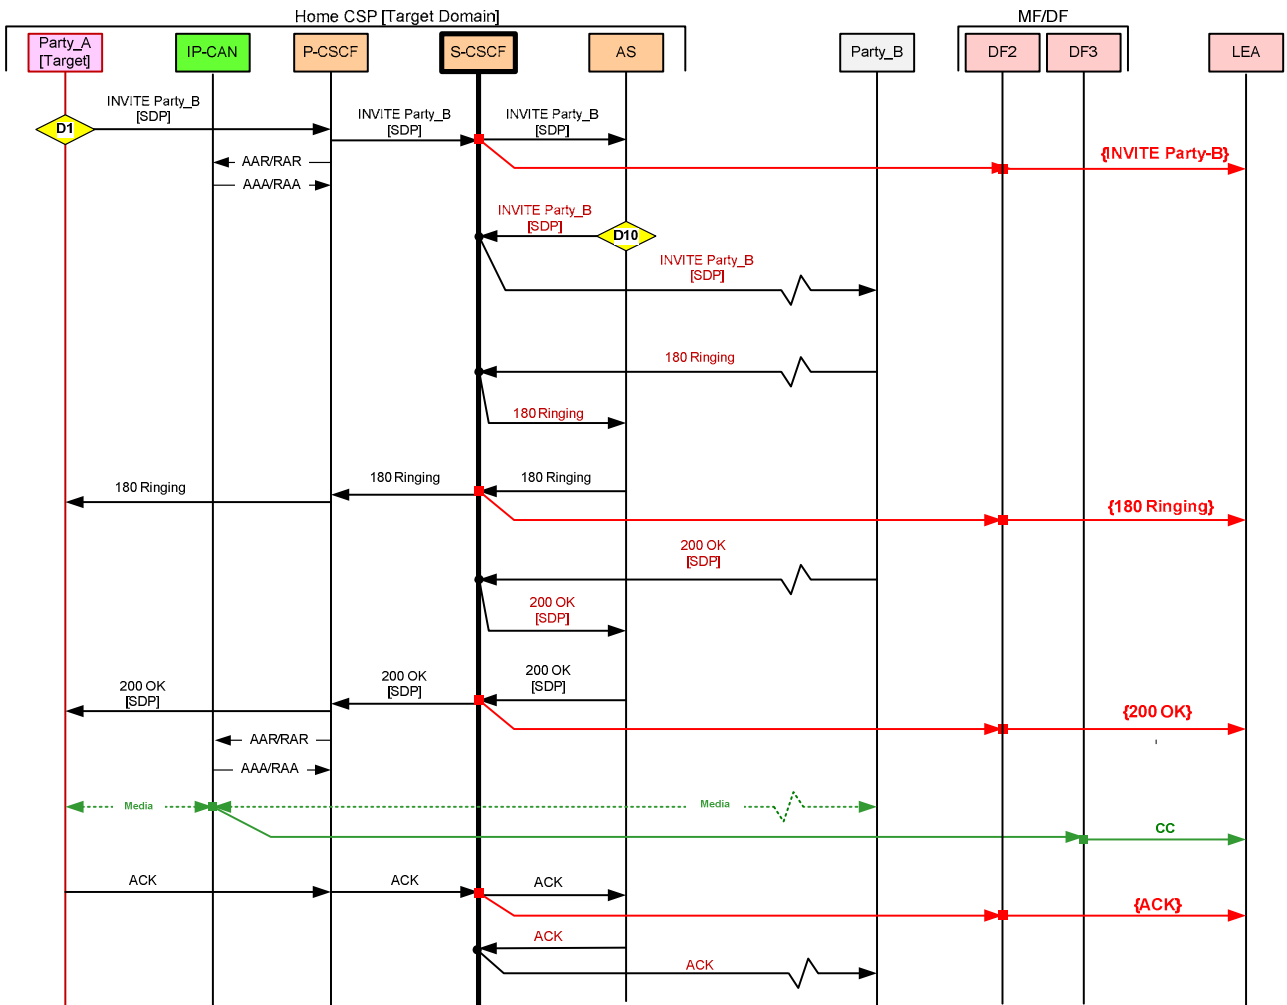 Home CSP [Target Domain]
MF/DF
Party_A
[Target]
IP-CAN
P-CSCF
S-CSCF
AS
Party_B
DF2
DF3
LEA
D1
INVITE Party_B
[SDP]
INVITE Party_B
[SDP]
INVITE Party_B
[SDP]
{INVITE Party-B}
AAR/RAR
AAA/RAA
INVITE Party_B
[SDP]
D10
INVITE Party_B
[SDP]
180 Ringing
180 Ringing
180 Ringing
180 Ringing
180 Ringing
{180 Ringing}
200 OK
[SDP]
200 OK
[SDP]
200 OK
[SDP]
200 OK
[SDP]
200 OK
[SDP]
{200 OK}
AAR/RAR
AAA/RAA
Media
Media
CC
ACK
ACK
ACK
{ACK}
ACK
ACK